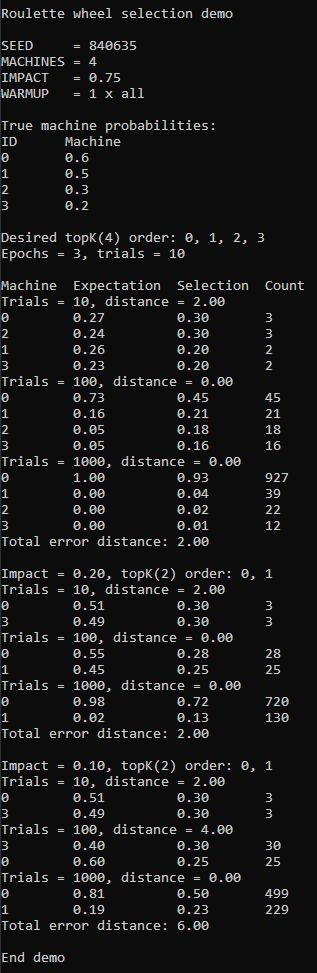 Roulette wheel selection demo
SEED = 840635
MACHINES = 4
IMPACT = 0.75
WARMUP = 1 x all
True machine probabilities:
ID Machine
0 0.6
1 0.5
2 0.3
3 0.2
Desired topK(4) order: 0, 1, 2, 3
Epochs = 3, trials = 10
Machine Expectation Selection Count
Trials = 10, distance = 2.00
0 0.27 0.30 3
2 0.24 0.30 3
1 0.26 0.20 2
3 0.23 0.20 2
Trials = 100, distance = 0.00
0 0.73 0.45 45
1 0.16 0.21 21
2 0.05 0.18 18
3 0.05 0.16 16
Trials = 1000, distance = 0.00
0 1.00 0.93 927
1 0.00 0.04 39
2 0.00 0.02 22
3 0.00 0.01 12
Total error distance: 2.00
Impact = 0.20, topK(2) order: 0, 1
Trials = 10, distance = 2.00
0 0.51 0.30 3
3 0.49 0.30 3
Trials = 100, distance = 0.00
0 0.55 0.28 28
1 0.45 0.25 25
Trials = 1000, distance = 0.00
0 0.98 0.72 720
1 0.02 0.13 130
Total error distance: 2.00
Impact = 0.10, topK(2) order: 0, 1
Trials = 10, distance = 2.00
0 0.51 0.30 3
3 0.49 0.30 3
Trials = 100, distance = 4.00
3 0.40 0.30 30
0 0.60 0.25 25
Trials = 1000, distance = 0.00
0 0.81 0.50 499
1 0.19 0.23 229
Total error distance: 6.00
End demo